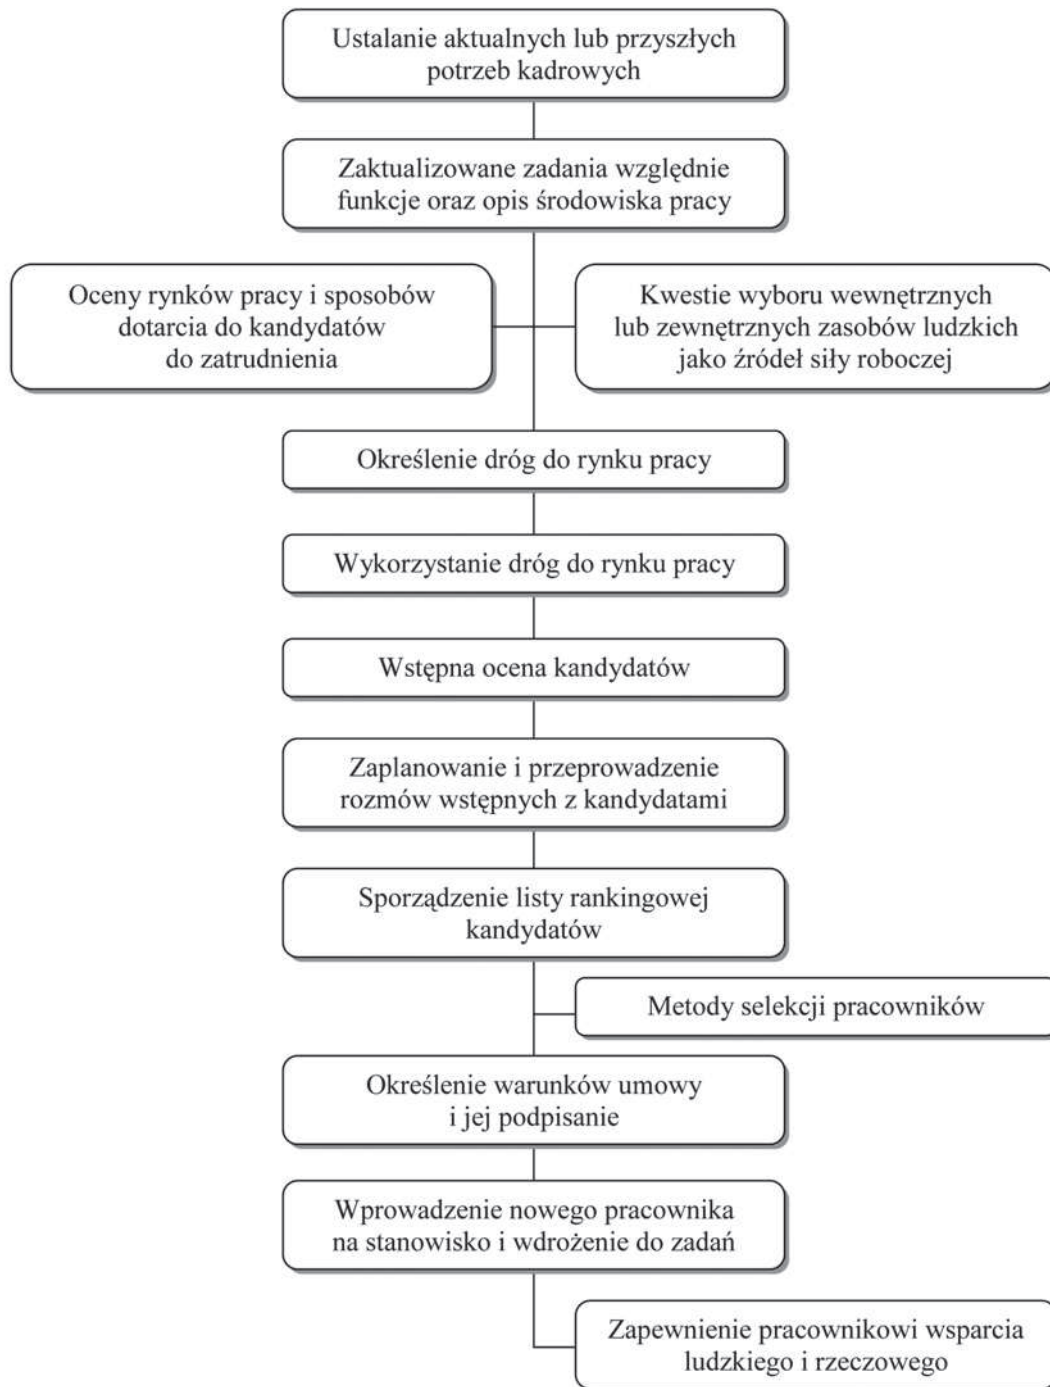 Ustalanie aktualnych lub przyszłych
potrzeb kadrowych
Zaktualizowane zadania względnie
funkcje oraz opis środowiska pracy
Oceny rynków pracy i sposobów
dotarcia do kandydatów
do zatrudnienia
Kwestie wyboru wewnętrznych
lub zewnętrznych zasobów ludzkich
jako źródeł siły roboczej
Określenie dróg do rynku pracy
Wykorzystanie dróg do rynku pracy
Wstępna ocena kandydatów
Zaplanowanie i przeprowadzenie
rozmów wstępnych z kandydatami
Sporządzenie listy rankingowej
kandydatów
Metody selekcji pracowników
Określenie warunków umowy
i jej podpisanie
Wprowadzenie nowego pracownika
na stanowisko i wdrożenie do zadań
Zapewnienie pracownikowi wsparcia
ludzkiego i rzeczowego